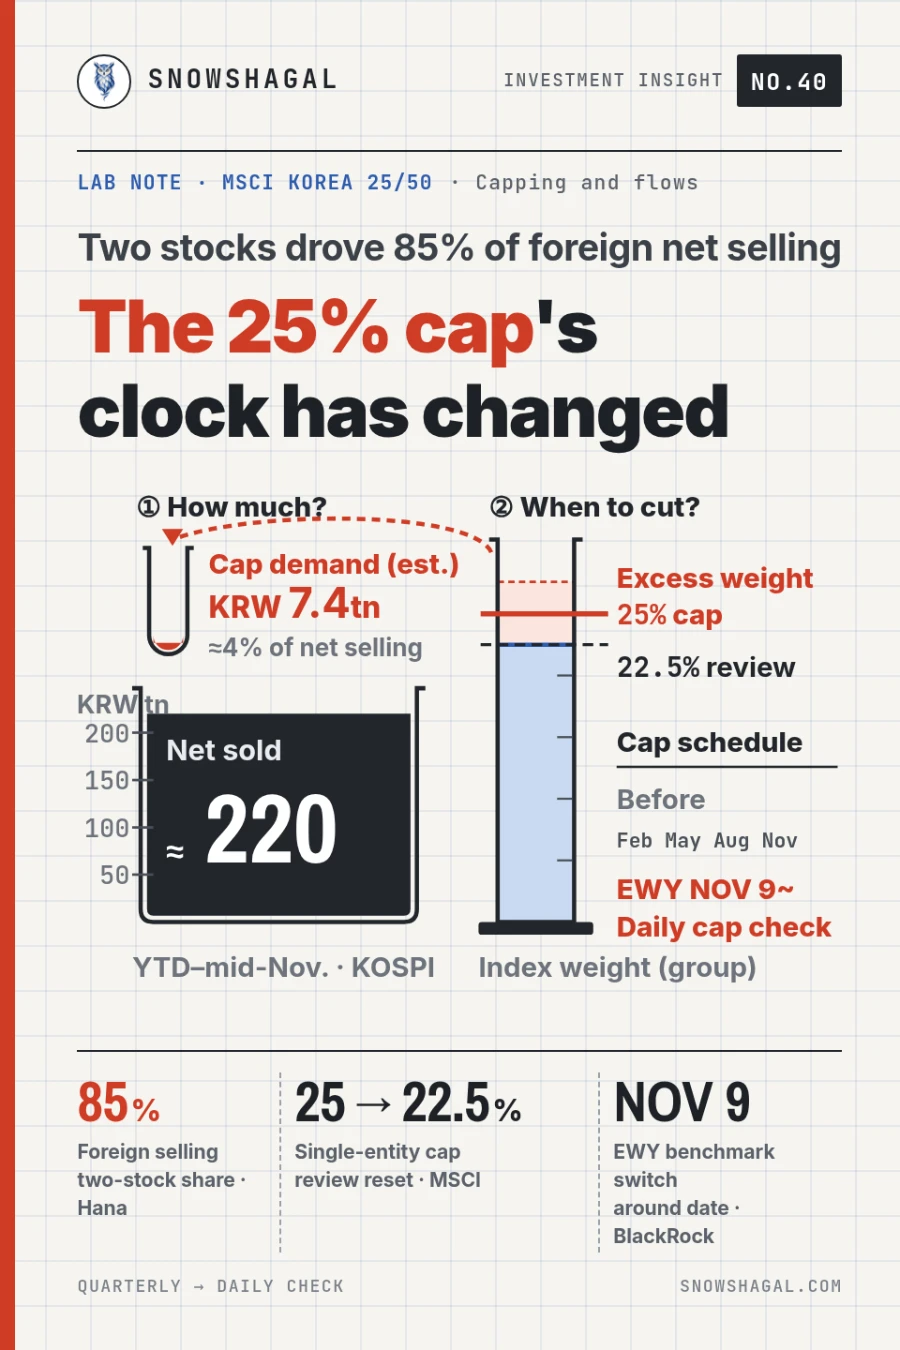 SNOWSHAGAL
INVESTMENT INSIGHT
NO.40
LAB NOTE · MSCI KOREA 25/50 · Capping and flows
Two stocks drove 85% of foreign net selling
The 25% cap's
clock has changed
① How much?
② When to cut?
Cap demand (est.)
KRW 7.4tn
≈4% of net selling
Excess weight
25% cap
22.5% review
KRW tn
200
150
100
50
Net sold
≈ 220
Cap schedule
Before
Feb May Aug Nov
EWY NOV 9~
Daily cap check
YTD–mid-Nov. · KOSPI
Index weight (group)
85%
Foreign selling
two-stock share ·
Hana
25→22.5%
Single-entity cap
review reset · MSCI
NOV 9
EWY benchmark
switch
around date ·
BlackRock
QUARTERLY → DAILY CHECK
SNOWSHAGAL.COM